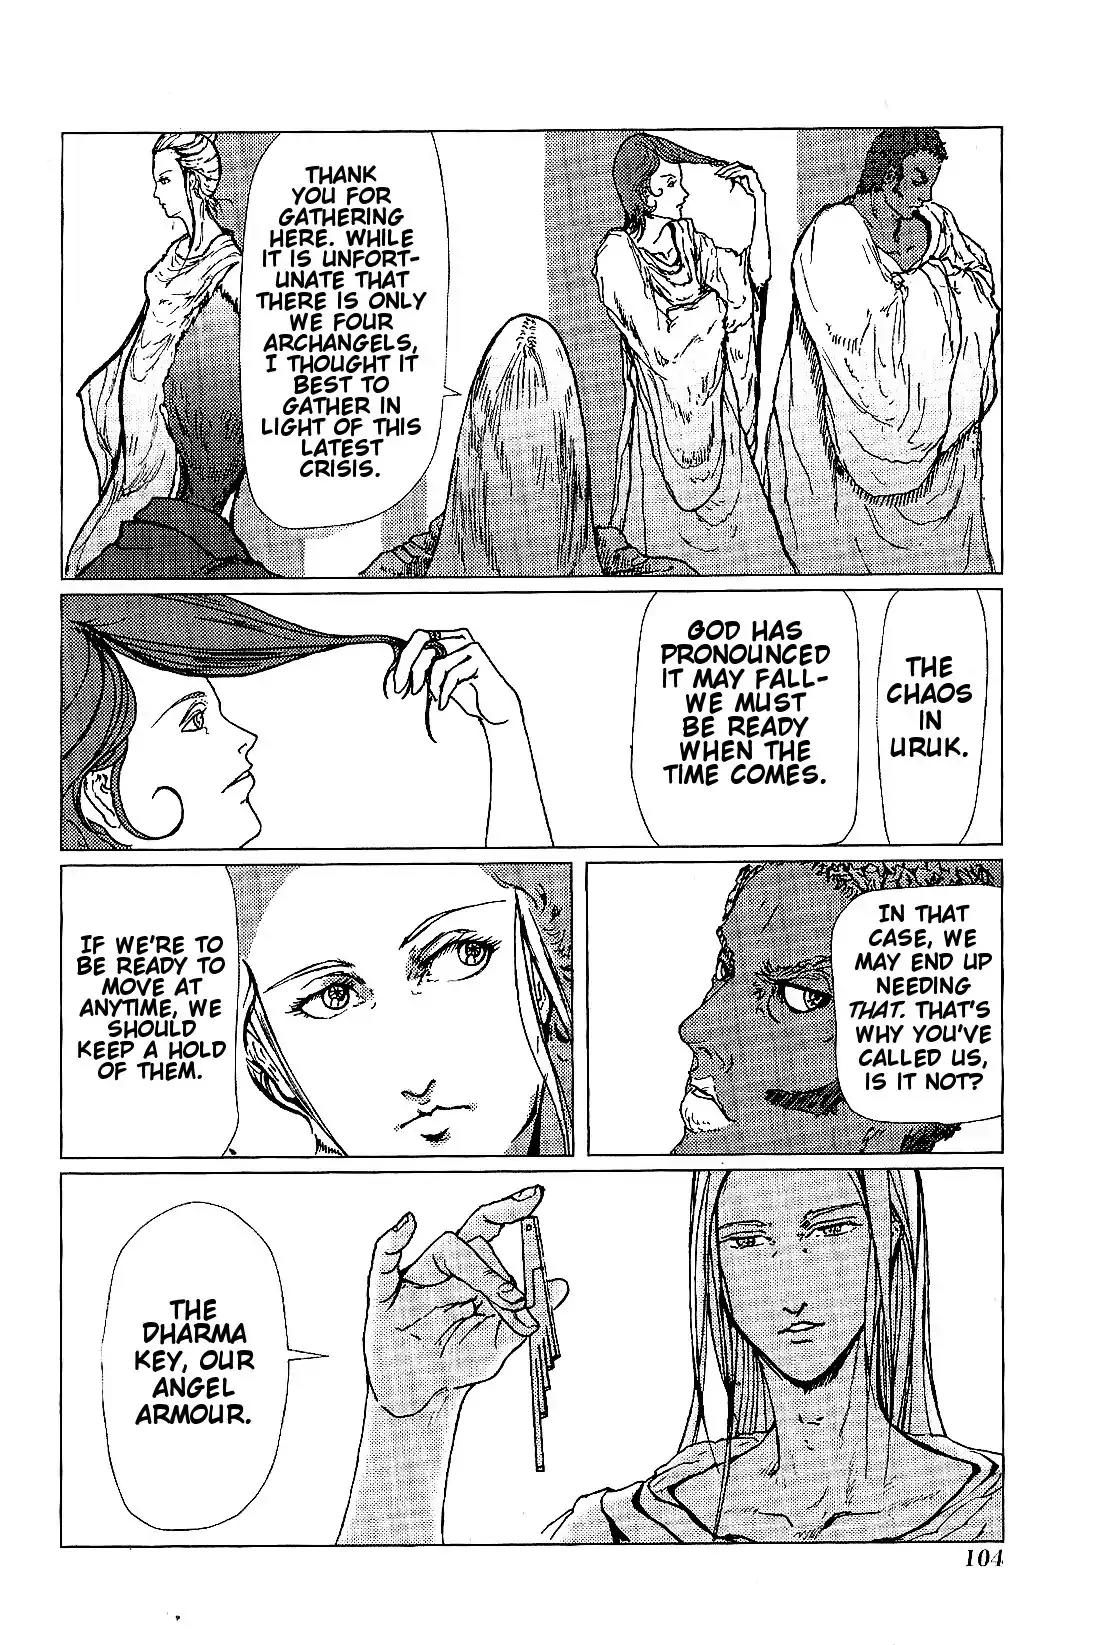 THANK
YOU FOR
GATHERING
HERE. WHILE
IT IS UNFORT-
UNATE THAT
THERE IS ONLY
WE FOUR
ARCHANGELS,
I THOUGHT IT
BEST TO
GATHER IN
LIGHT OF THIS
LATEST
CRISIS.
THE
CHAOS
IN
URUK.
GOD HAS
PRONOUNCED
IT MAY FALL-
WE MUST
BE READY
WHEN THE
TIME COMES.
IN THAT
CASE, WE
MAY END UP
NEEDING
THAT. THAT'S
WHY YOU'VE
CALLED US,
IS IT NOT?
IF WE'RE TO
BE READY TO
MOVE AT
ANYTIME, WE
SHOULD
KEEP A HOLD
OF THEM.
THE
DHARMA
KEY, OUR
ANGEL
ARMOUR.
104